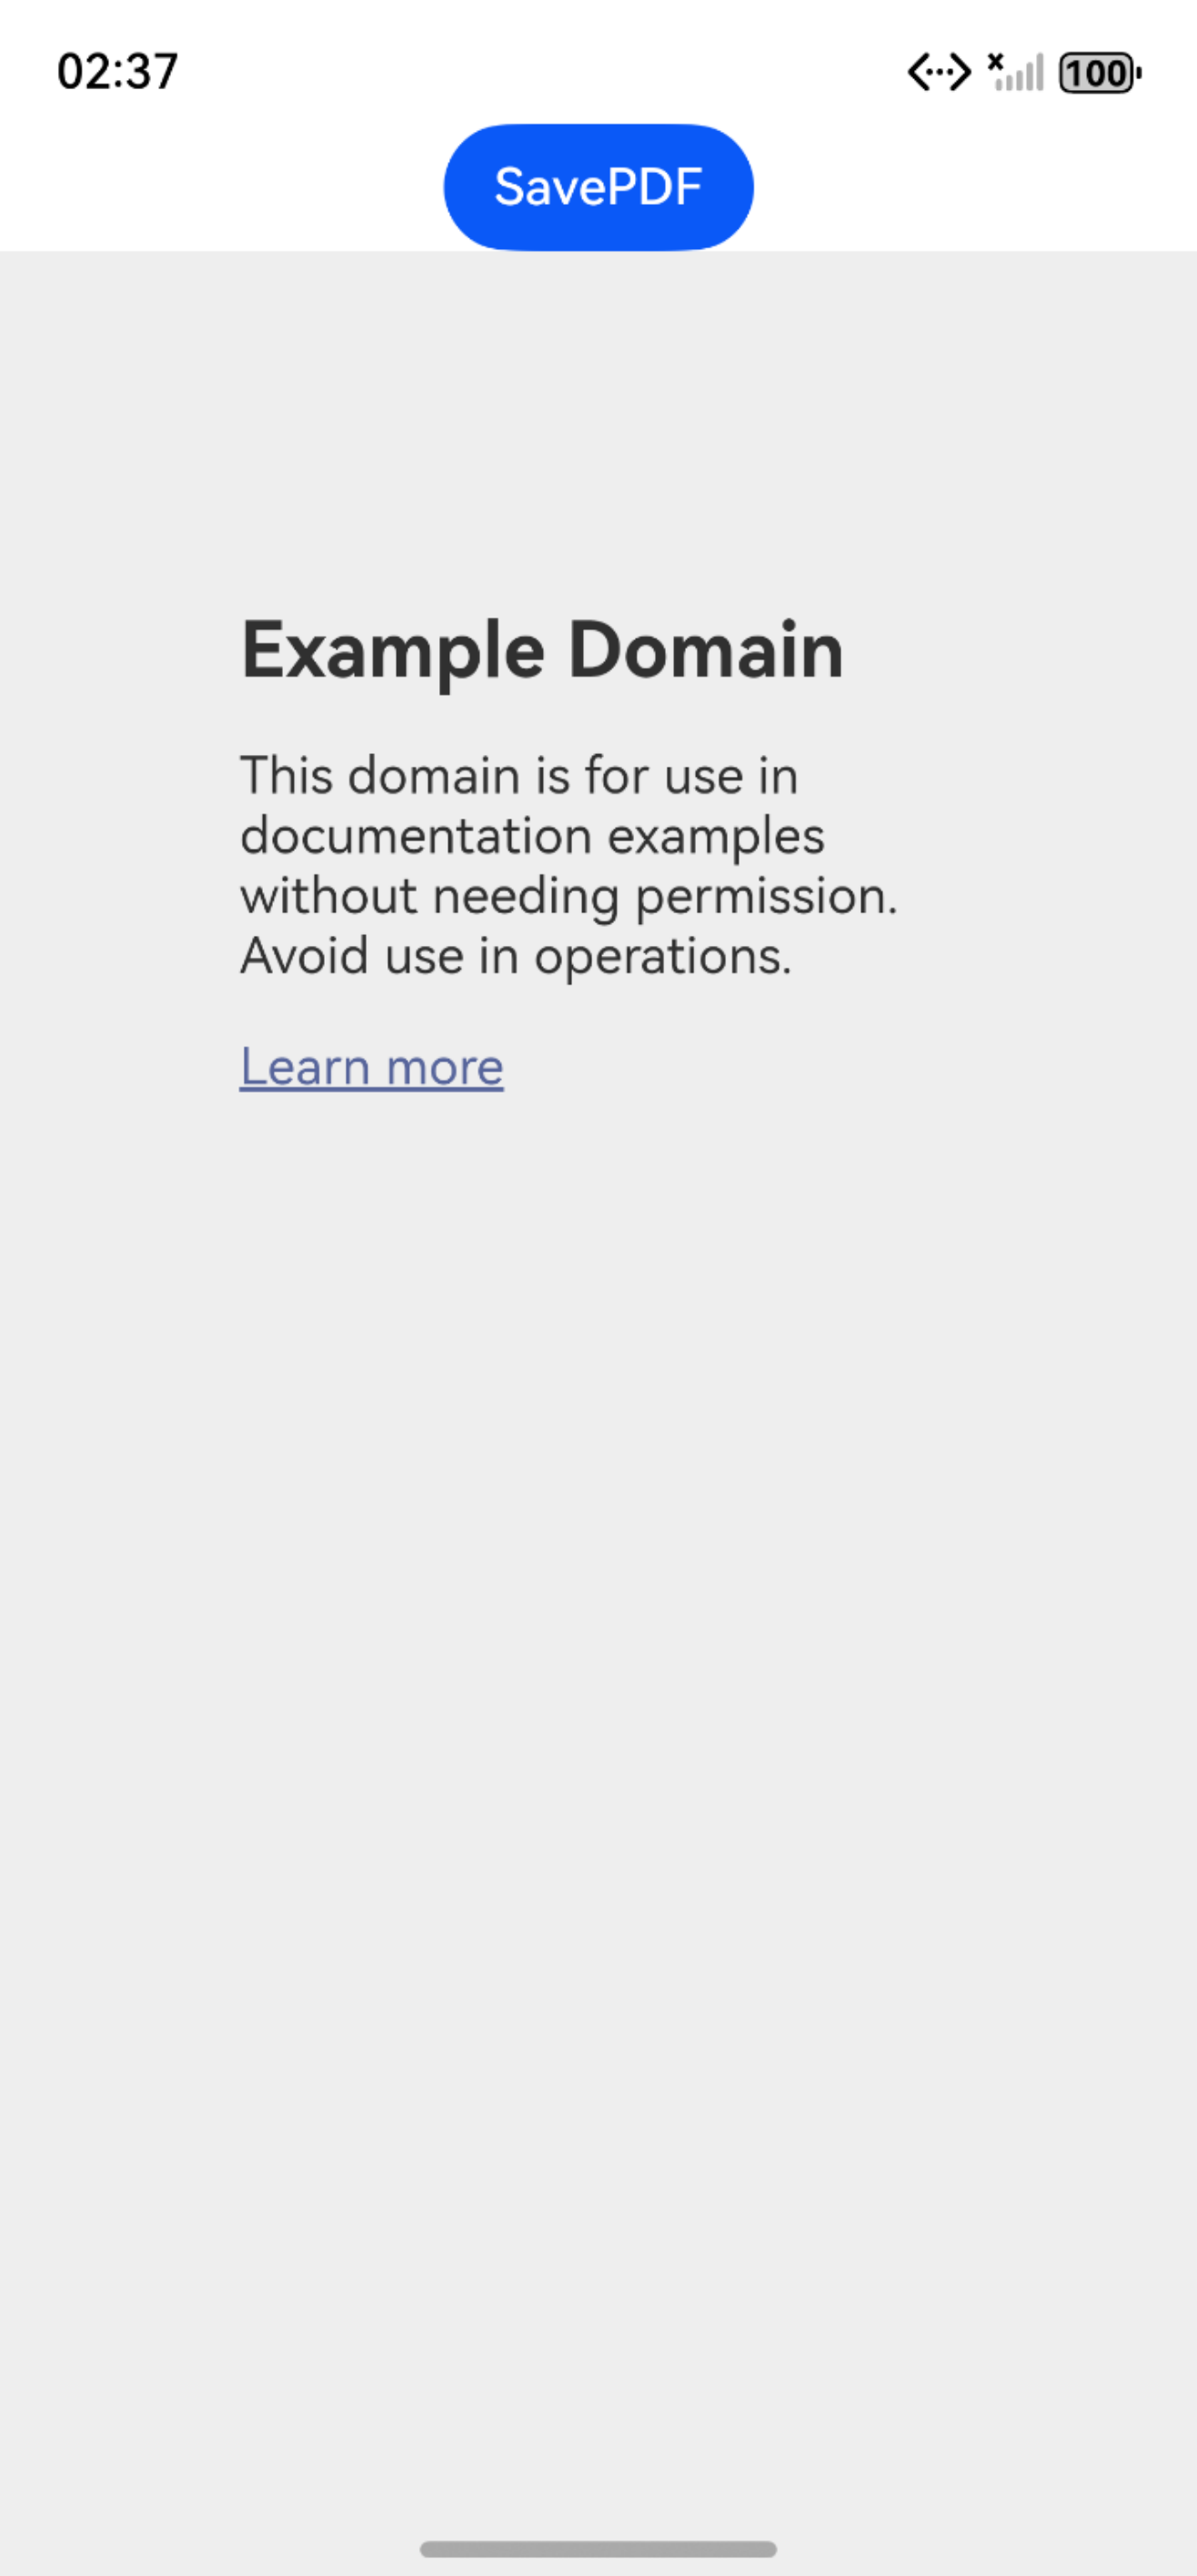 02:37
100
SavePDF
Example Domain
This domain is for use in
documentation examples
without needing permission.
Avoid use in operations.
Learn more